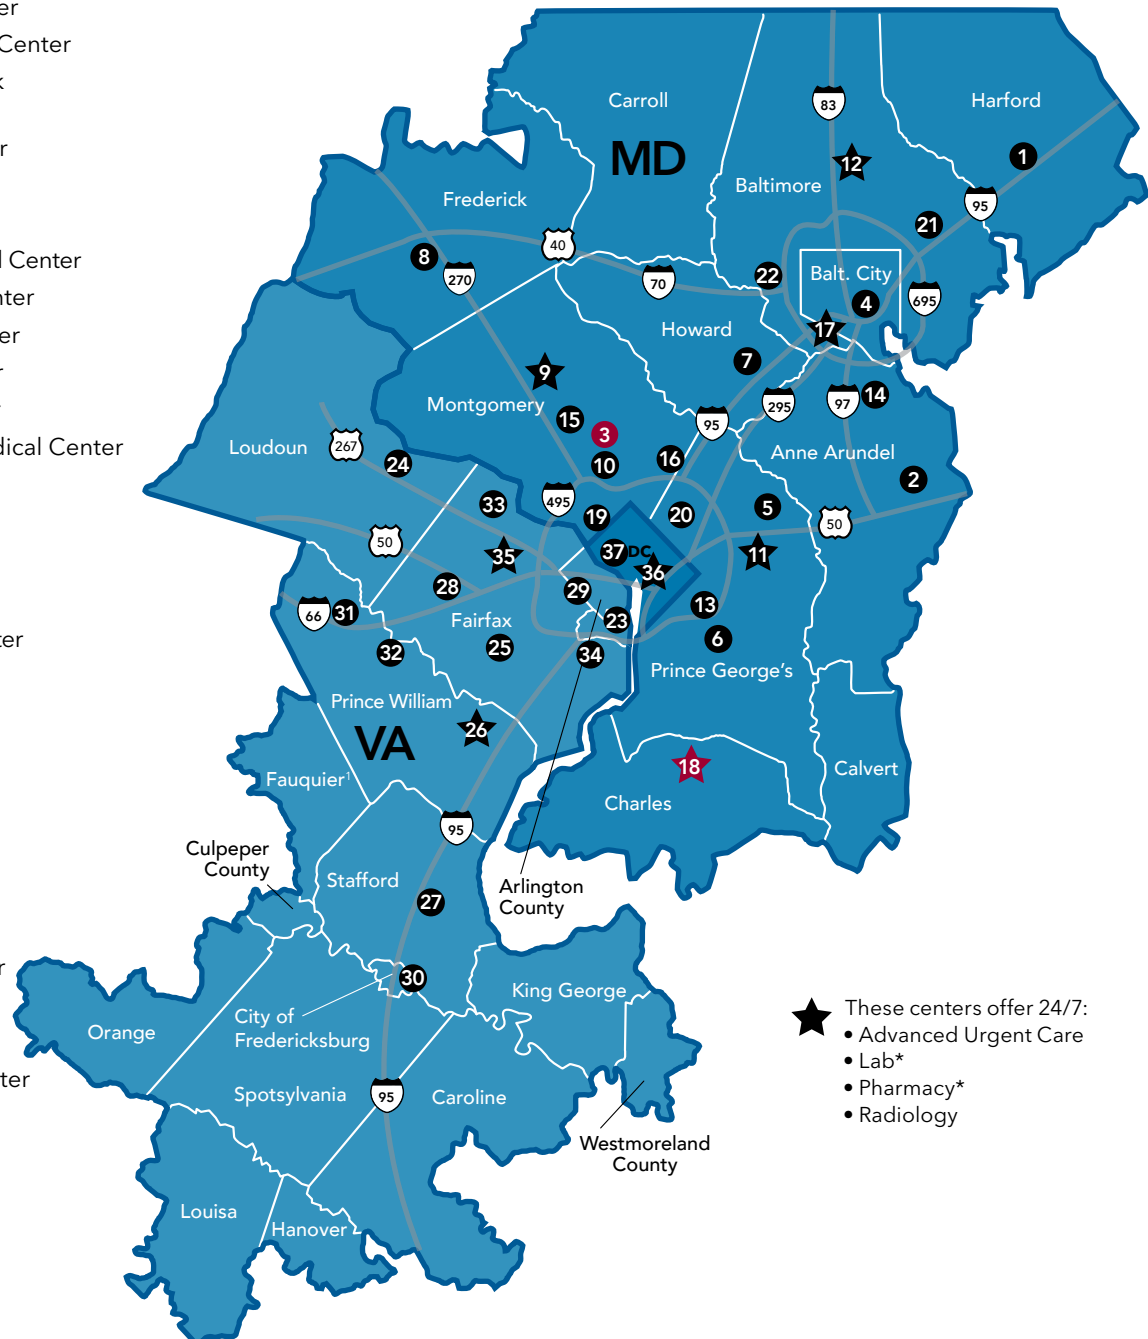 er
Center
k
r
l Center
nter
er
r
dical Center
ter
r
ter
Carroll
83
Harford
MD
12
1
Baltimore
Frederick
95
21
40
8
270
70
22
Balt. City
4
695
17
Howard
7
9
Montgomery
15
3
295
97
14
95
Loudoun
267
24
10
16
Anne Arundel
2
33
495
19
20
5
50
50
35
37
DC
36
11
28
29
13
66
31
Fairfax
23
6
32
25
34
Prince George's
Prince William
26
VA
18
Fauquier1
Calvert
Charles
95
Culpeper
County
Stafford
Arlington
County
27
30
King George
City of
Fredericksburg
Orange
Spotsylvania
95
Caroline
Westmoreland
County
Louisa
Hanover
These centers offer 24/7:
• Advanced Urgent Care
• Lab*
• Pharmacy*
• Radiology